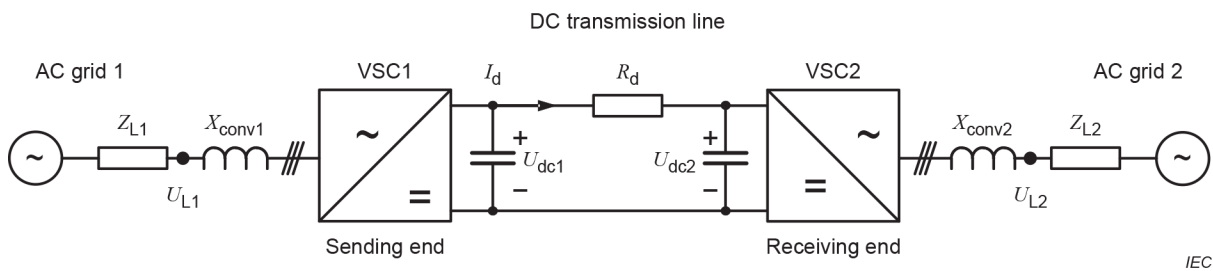 DC transmission line
AC grid 1
VSC1
I_d
R_d
VSC2
AC grid 2
Z_L1
X_conv1
X_conv2
Z_L2
~
~
~
~
+
+
U_dc1
U_dc2
−
−
=
=
U_L1
U_L2
Sending end
Receiving end
IEC